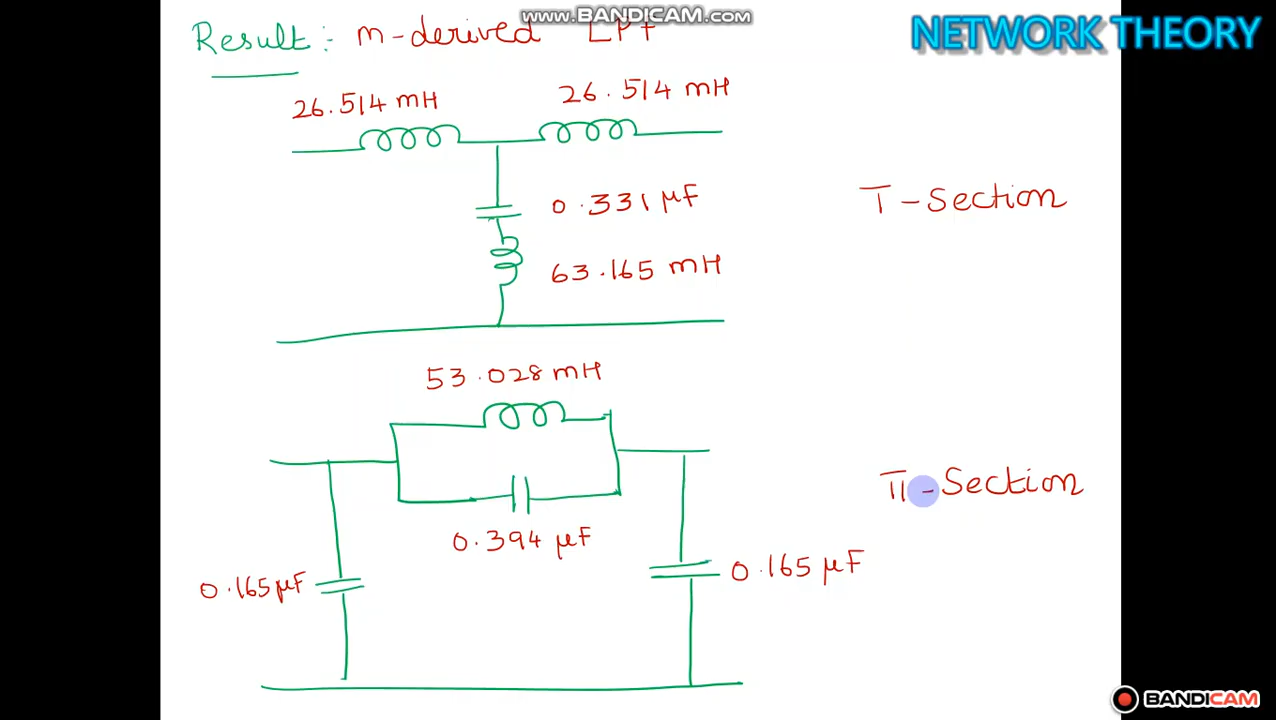 www.BANDICAM.com
NETWORK THEORY
Result:- m-derived LPF
26.514 mH
26.514 mH
0.331 μF
T-Section
63.165 mH
53.028 mH
π-Section
0.394 μF
0.165 μF
0.165 μF
BANDICAM